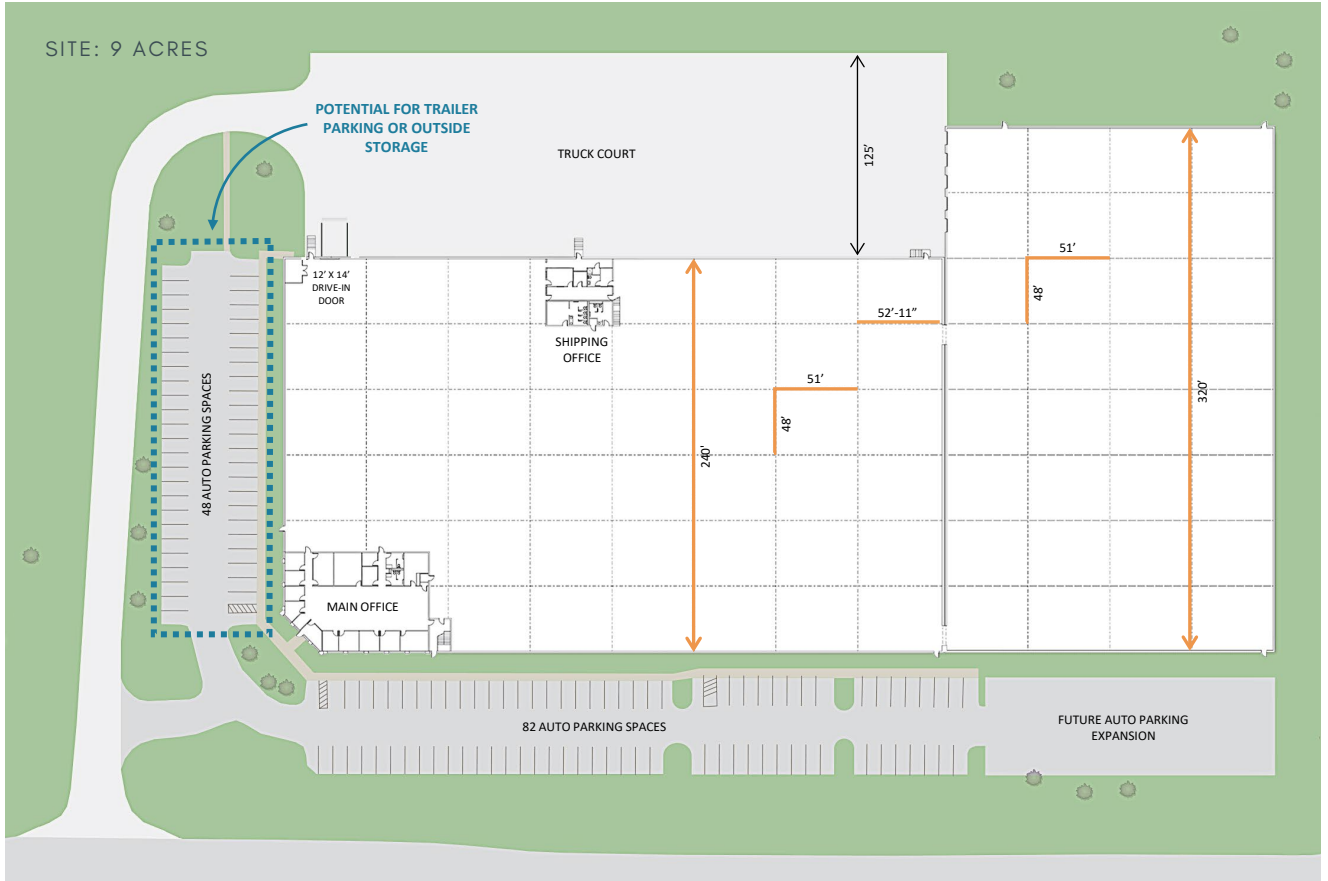 SITE: 9 ACRES
POTENTIAL FOR TRAILER
PARKING OR OUTSIDE
STORAGE
TRUCK COURT
125’
12’ X 14’
DRIVE-IN
DOOR
SHIPPING
OFFICE
52’-11”
51’
48’
51’
48’
240’
320’
48 AUTO PARKING SPACES
MAIN OFFICE
82 AUTO PARKING SPACES
FUTURE AUTO PARKING
EXPANSION